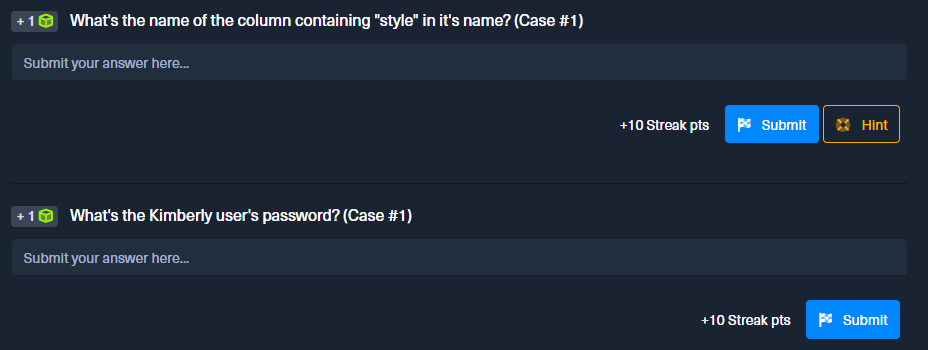 + 1 What's the name of the column containing "style" in it's name? (Case #1)
Submit your answer here...
+10 Streak pts Submit Hint
+ 1 What's the Kimberly user's password? (Case #1)
Submit your answer here...
+10 Streak pts Submit